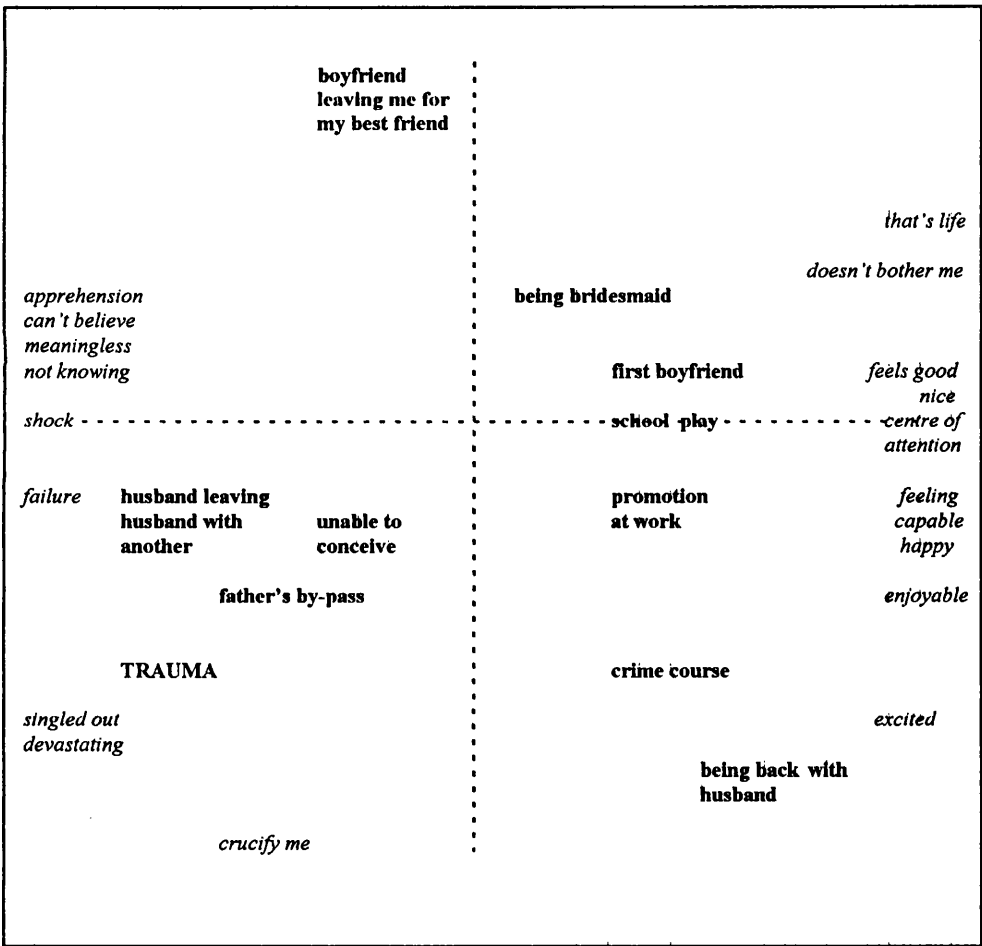 boyfriend
leaving me for
my best friend
that's life
doesn't bother me
apprehension
can't believe
meaningless
not knowing
being bridesmaid
first boyfriend
feels good
nice
shock
school play
centre of
attention
failure
husband leaving
husband with
another
unable to
conceive
promotion
at work
feeling
capable
happy
father's by-pass
enjoyable
TRAUMA
crime course
singled out
devastating
excited
being back with
husband
crucify me